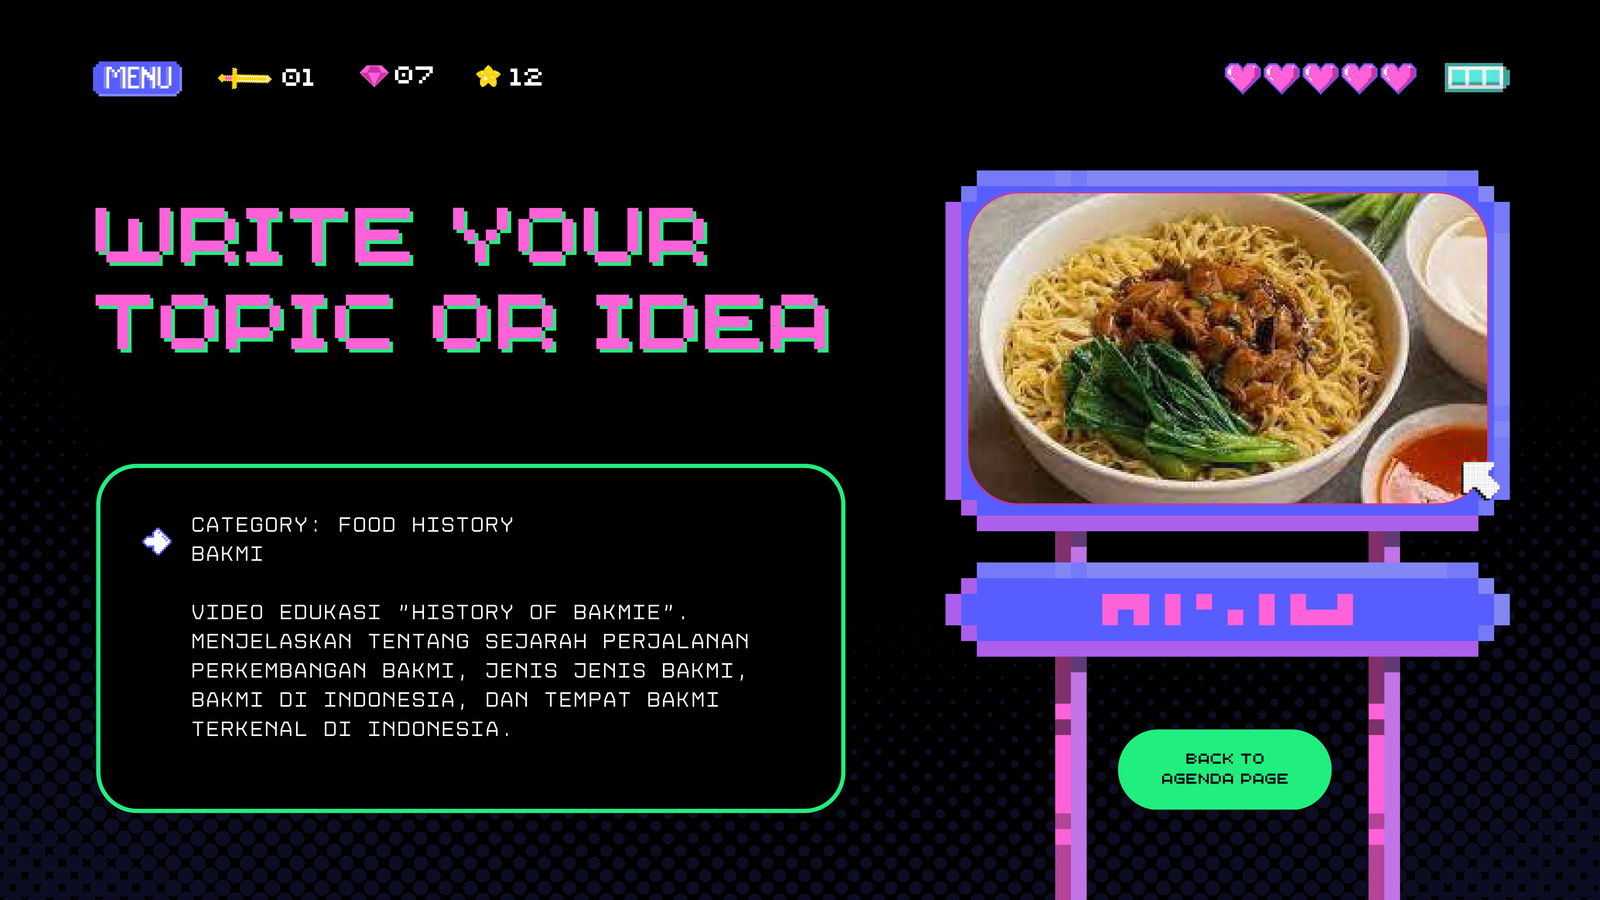 MENU 01 07 12
WRITE YOUR
TOPIC OR IDEA
CATEGORY: FOOD HISTORY
BAKMI
VIDEO EDUKASI "HISTORY OF BAKMIE".
MENJELASKAN TENTANG SEJARAH PERJALANAN
PERKEMBANGAN BAKMI, JENIS JENIS BAKMI,
BAKMI DI INDONESIA, DAN TEMPAT BAKMI
TERKENAL DI INDONESIA.
BACK TO
AGENDA PAGE